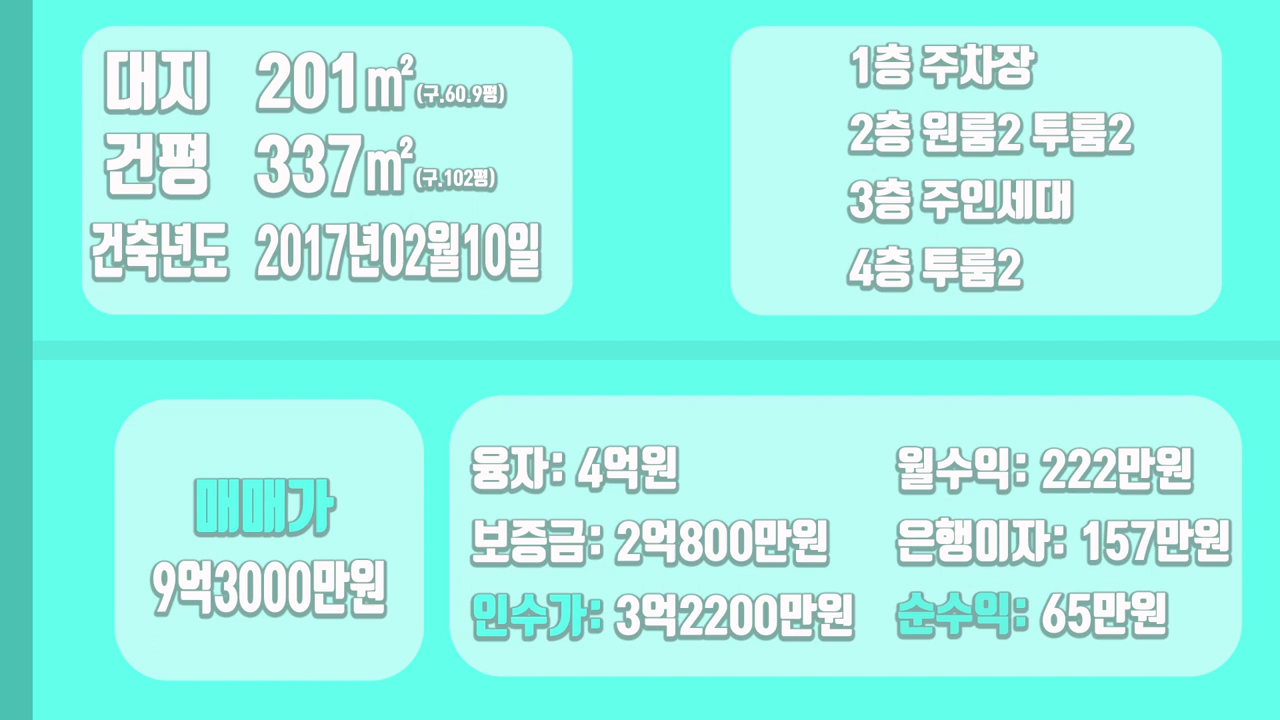 대지 201㎡(구.60.9평)
건평 337㎡(구.102평)
건축년도 2017년02월10일
1층 주차장
2층 원룸2 투룸2
3층 주인세대
4층 투룸2
매매가
9억3000만원
융자: 4억원
보증금: 2억800만원
인수가: 3억2200만원
월수익: 222만원
은행이자: 157만원
순수익: 65만원